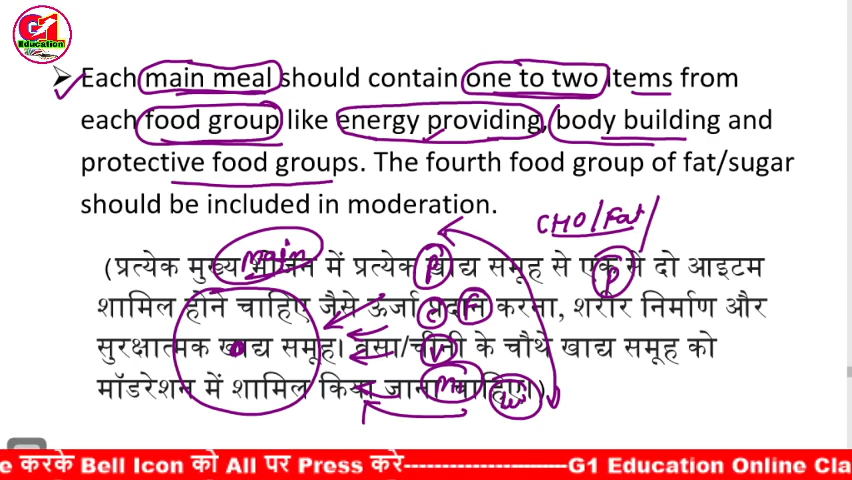 G1
Education
➢ Each main meal should contain one to two items from
each food group like energy providing, body building and
protective food groups. The fourth food group of fat/sugar
should be included in moderation.
CHO/Fat/
main
P
P
(प्रत्येक मुख्य भोजन में प्रत्येक खाद्य समूह से एक से दो आइटम
शामिल होने चाहिए जैसे ऊर्जा प्रदान करना, शरीर निर्माण और
सुरक्षात्मक खाद्य समूह। वसा/चीनी के चौथे खाद्य समूह को
मॉडरेशन में शामिल किया जाना चाहिए।)
e करके Bell Icon को All पर Press करे-----------------------G1 Education Online Cla